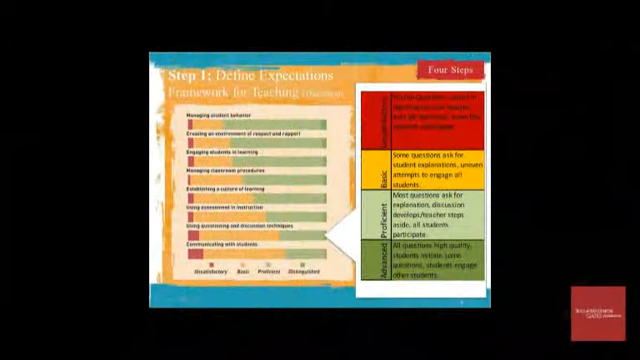 Four Steps
Step 1: Define Expectations
Framework for Teaching
Managing student behavior
Creating an environment of respect and rapport
Engaging students in learning
Managing classroom procedures
Establishing a culture of learning
Using assessment in instruction
Using questioning and discussion techniques
Communicating with students
Unsatisfactory Basic Proficient Distinguished
Basic
Some questions ask for
student explanations, uneven
attempts to engage all
students.
Proficient
Most questions ask for
explanation, discussion
develops/teacher steps
aside, all students
participate.
Advanced
All questions high quality,
students initiate some
questions, students engage
other students.